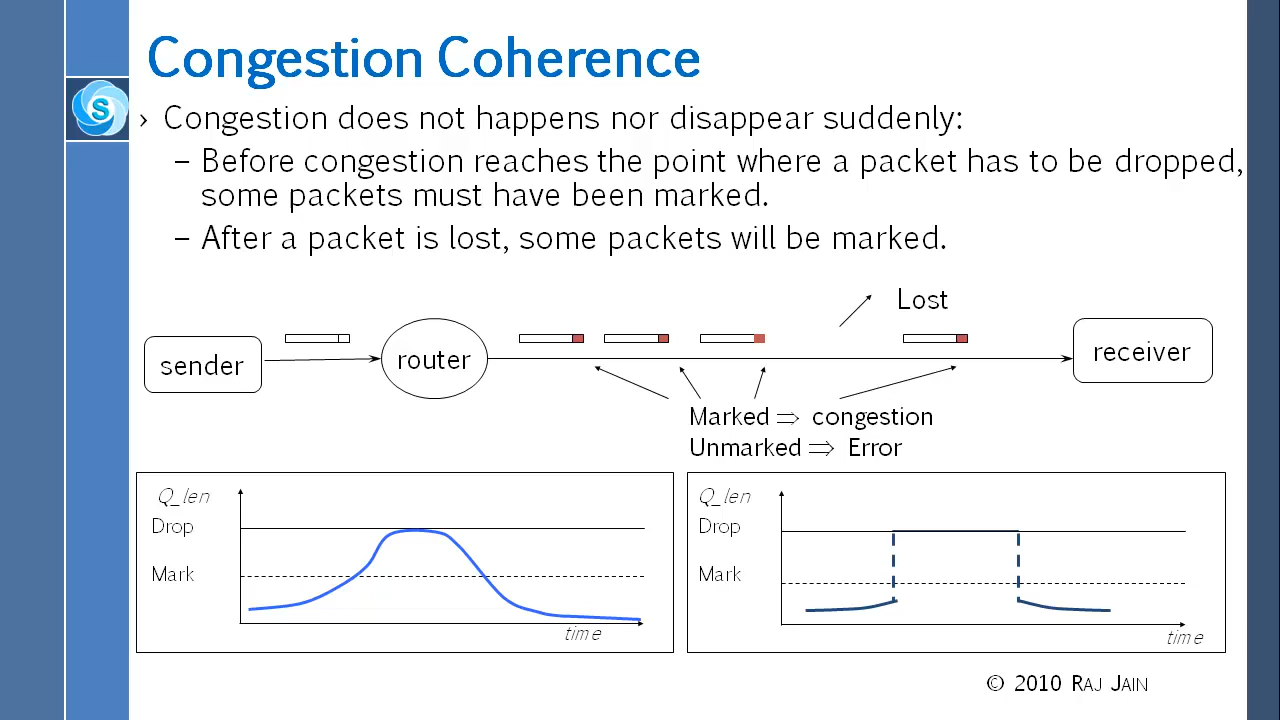 Congestion Coherence
S
› Congestion does not happens nor disappear suddenly:
– Before congestion reaches the point where a packet has to be dropped,
some packets must have been marked.
– After a packet is lost, some packets will be marked.
Lost
sender
router
receiver
Marked ⇒ congestion
Unmarked ⇒ Error
Q_len
Drop
Mark
time
Q_len
Drop
Mark
time
© 2010 RAJ JAIN